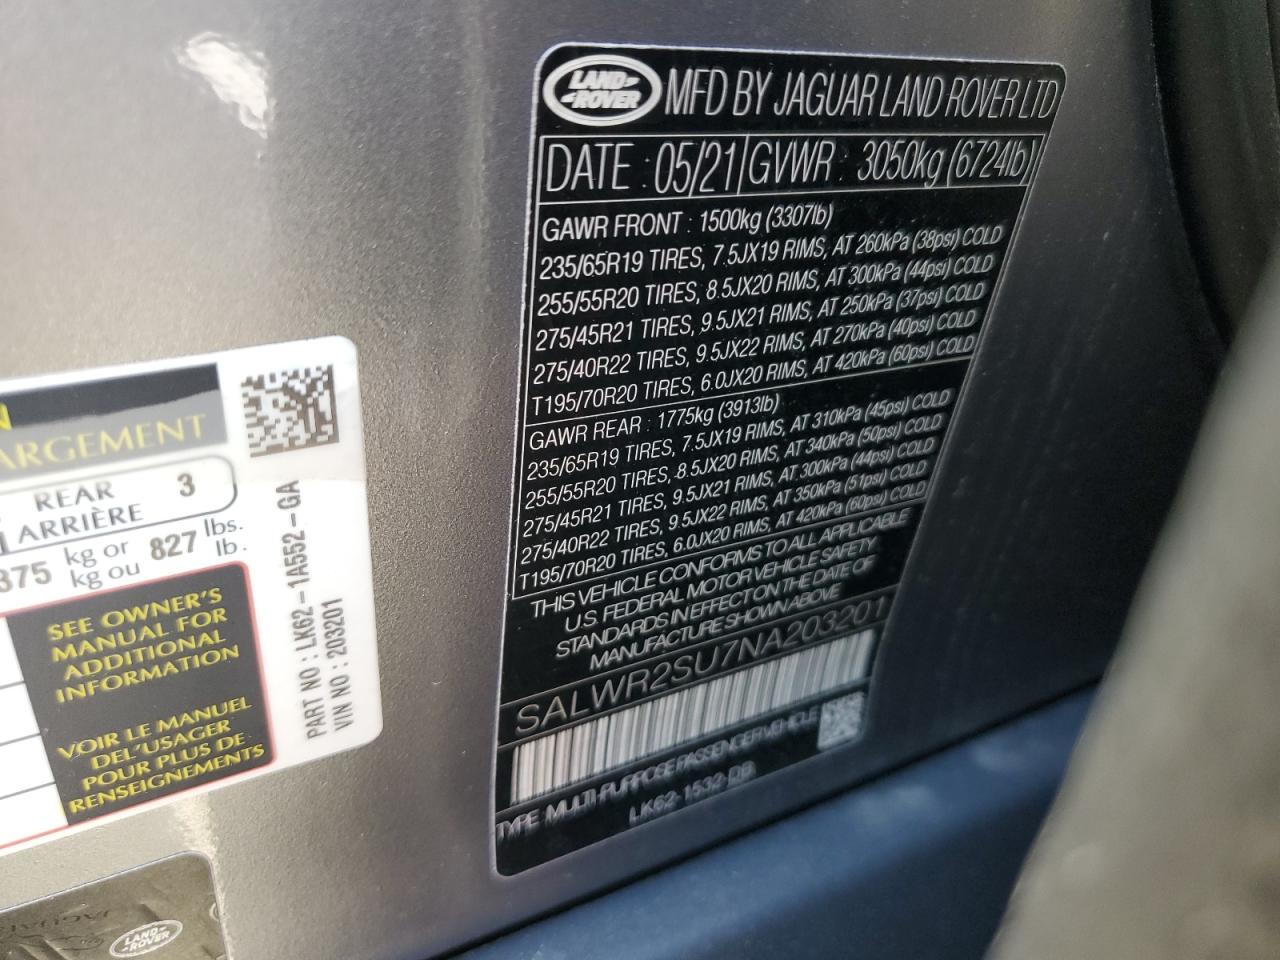 LAND ROVER
MFD BY JAGUAR LAND ROVER LTD
DATE : 05/21 GVWR : 3050kg (6724lb)
GAWR FRONT : 1500kg (3307lb)
235/65R19 TIRES, 7.5JX19 RIMS, AT 260kPa (38psi) COLD
255/55R20 TIRES, 8.5JX20 RIMS, AT 300kPa (44psi) COLD
275/45R21 TIRES, 9.5JX21 RIMS, AT 250kPa (37psi) COLD
275/40R22 TIRES, 9.5JX22 RIMS, AT 270kPa (40psi) COLD
T195/70R20 TIRES, 6.0JX20 RIMS, AT 420kPa (60psi) COLD
GAWR REAR : 1775kg (3913lb)
235/65R19 TIRES, 7.5JX19 RIMS, AT 310kPa (45psi) COLD
255/55R20 TIRES, 8.5JX20 RIMS, AT 340kPa (50psi) COLD
275/45R21 TIRES, 9.5JX21 RIMS, AT 300kPa (44psi) COLD
275/40R22 TIRES, 9.5JX22 RIMS, AT 350kPa (51psi) COLD
T195/70R20 TIRES, 6.0JX20 RIMS, AT 420kPa (60psi) COLD
THIS VEHICLE CONFORMS TO ALL APPLICABLE
U.S. FEDERAL MOTOR VEHICLE SAFETY
STANDARDS IN EFFECT ON THE DATE OF
MANUFACTURE SHOWN ABOVE
SALWR2SU7NA203201
TYPE MULTI-PURPOSE PASSENGER VEHICLE
LK62-1532-DB
N
ARGEMENT
REAR 3
ARRIÈRE
375 kg or 827 lbs.
kg ou lb.
SEE OWNER'S
MANUAL FOR
ADDITIONAL
INFORMATION
VOIR LE MANUEL
DEL'USAGER
POUR PLUS DE
RENSEIGNEMENTS
PART NO : LK62-1A552-GA
VIN NO : 203201
LAND ROVER